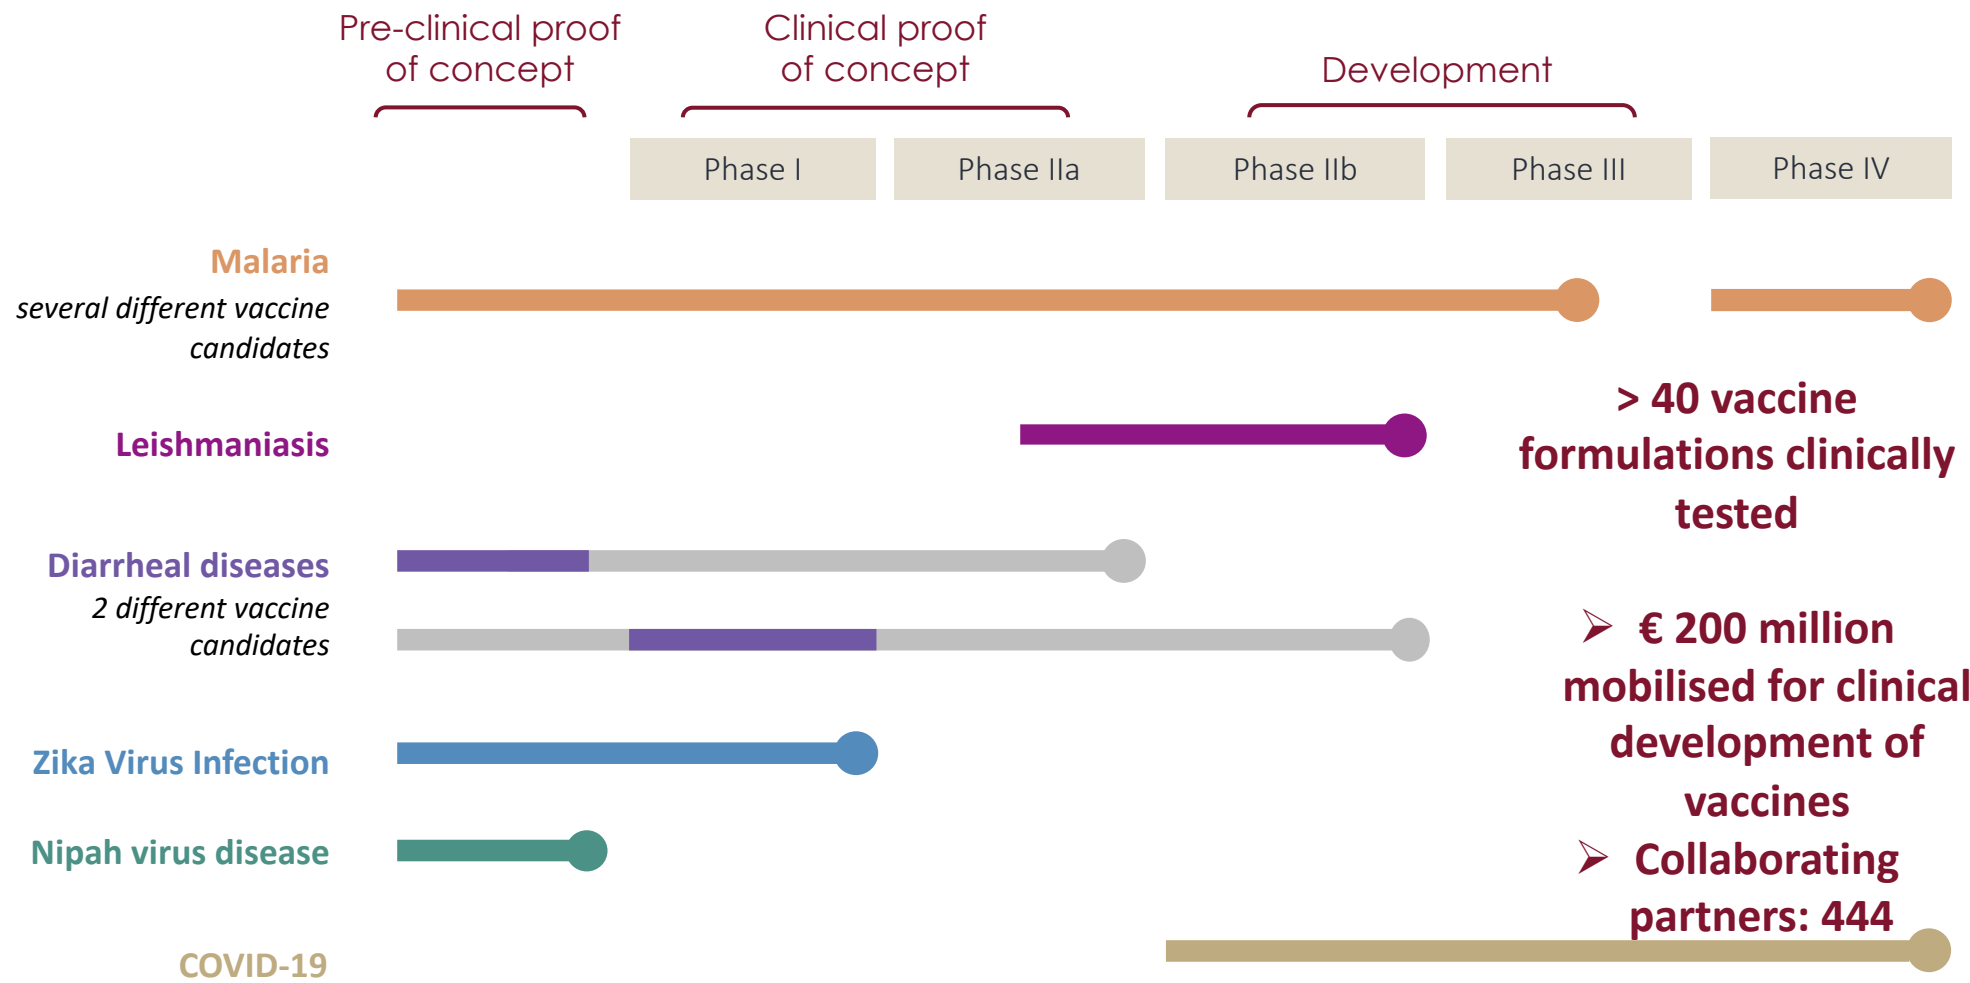 Pre-clinical proof
of concept
Clinical proof
of concept
Development
Phase I
Phase IIa
Phase IIb
Phase III
Phase IV
Malaria
several different vaccine
candidates
Leishmaniasis
> 40 vaccine
formulations clinically
tested
Diarrheal diseases
2 different vaccine
candidates
➢ € 200 million
mobilised for clinical
development of
vaccines
Zika Virus Infection
Nipah virus disease
➢ Collaborating
partners: 444
COVID-19